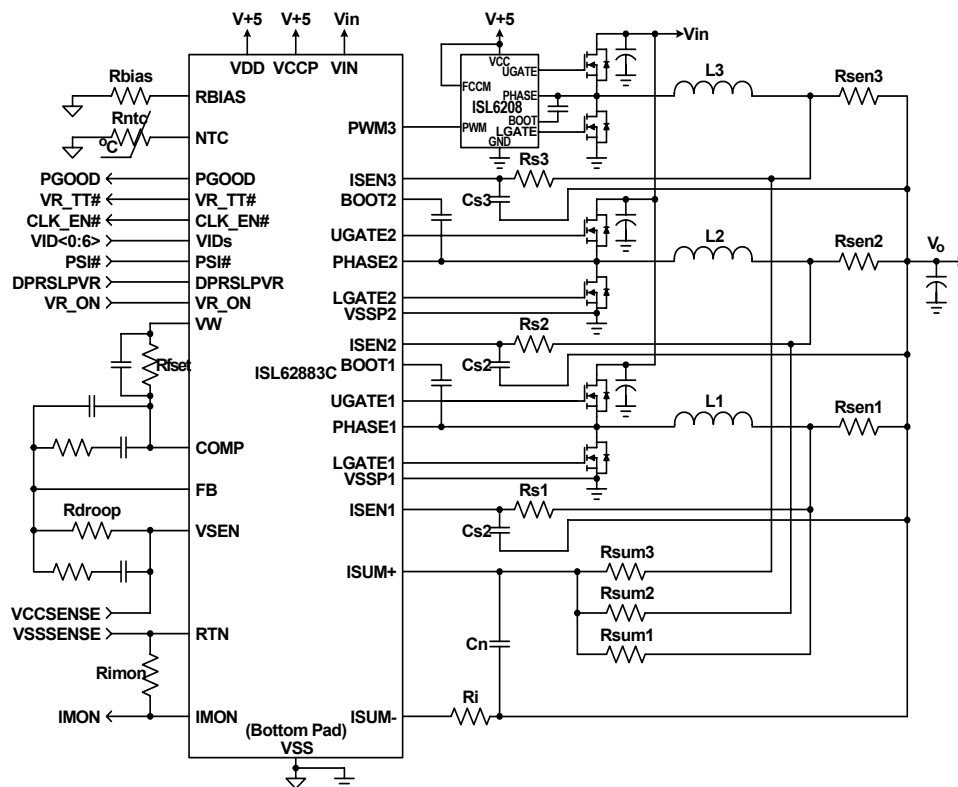 V+5
V+5
Vin
V+5
Vin
VDD
VCCP
VIN
VCC
UGATE
FCCM
PHASE
ISL6208
BOOT
PWM
LGATE
GND
L3
Rsen3
Rbias
RBIAS
Rntc
°C
NTC
PWM3
PGOOD
PGOOD
ISEN3
Rs3
Cs3
VR_TT#
VR_TT#
BOOT2
CLK_EN#
CLK_EN#
VID<0:6>
VIDs
UGATE2
L2
Rsen2
Vo
PSI#
PSI#
PHASE2
DPRSLPVR
DPRSLPVR
VR_ON
VR_ON
LGATE2
VSSP2
VW
Rs2
ISEN2
Cs2
Rfset
ISL62883C
BOOT1
UGATE1
L1
Rsen1
PHASE1
COMP
LGATE1
VSSP1
FB
Rs1
ISEN1
Cs2
Rdroop
VSEN
ISUM+
Rsum3
Rsum2
Rsum1
VCCSENSE
VSSSENSE
RTN
Cn
Rimon
Ri
IMON
IMON
ISUM-
(Bottom Pad)
VSS